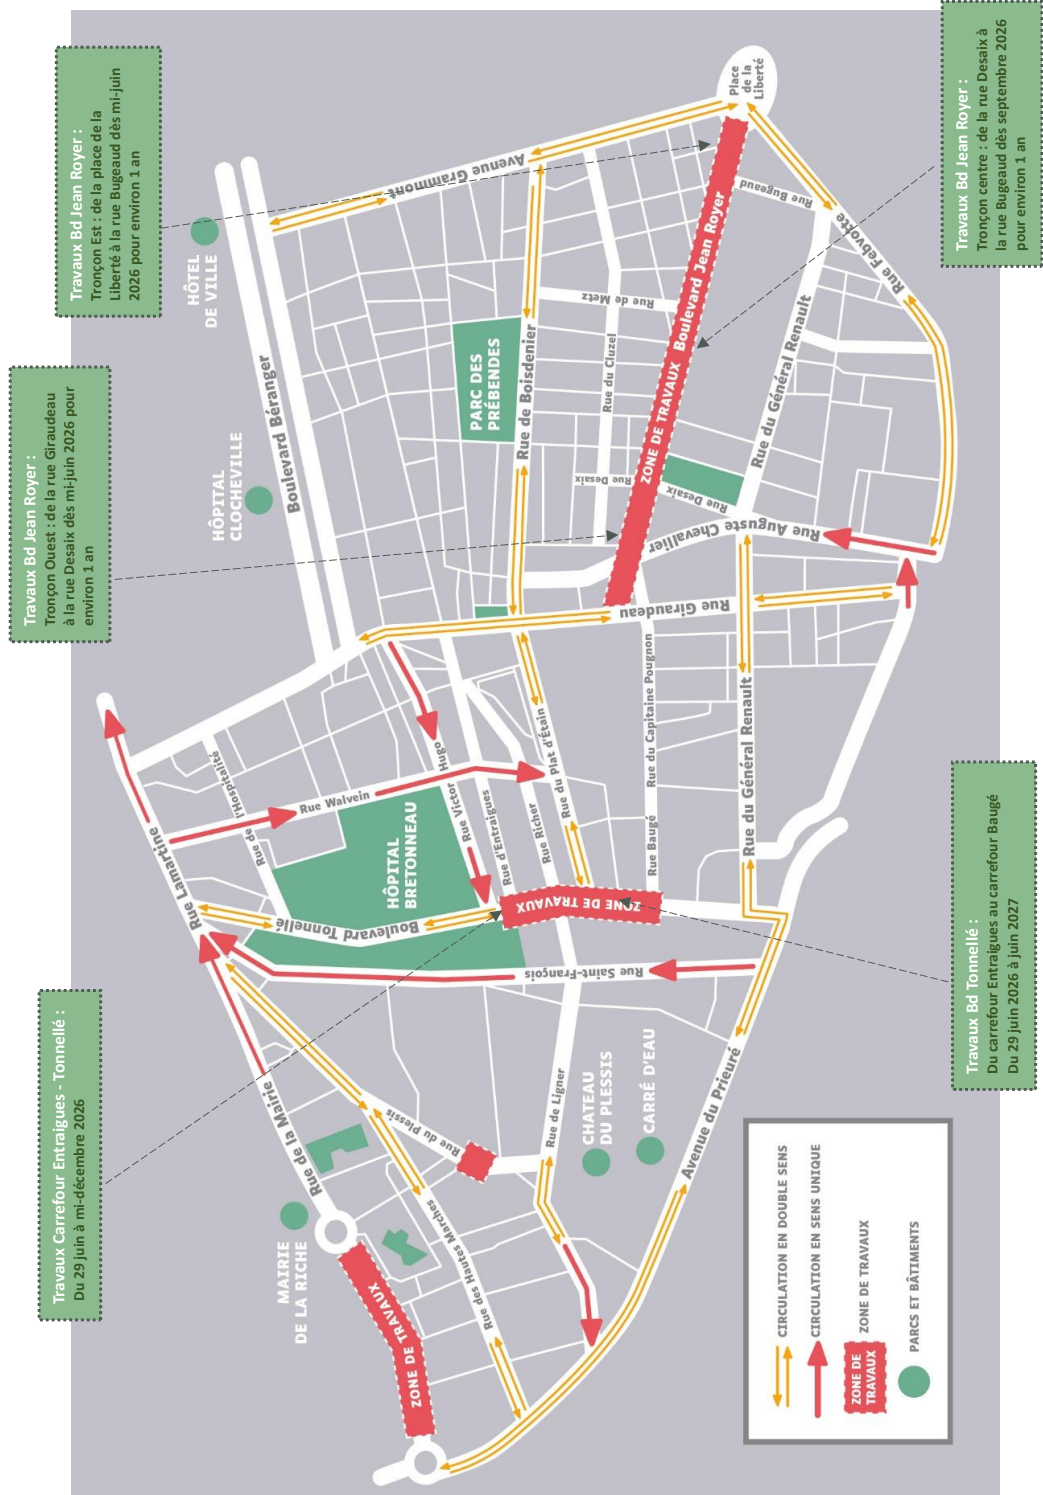 Travaux Carrefour Entraigues - Tonnellé :
Du 29 juin à mi-décembre 2026
Travaux Bd Jean Royer :
Tronçon Ouest : de la rue Giraudeau
à la rue Desaix dès mi-juin 2026 pour
environ 1 an
Travaux Bd Jean Royer :
Tronçon Est : de la place de la
Liberté à la rue Bugeaud dès mi-juin
2026 pour environ 1 an
HÔTEL
DE VILLE
HÔPITAL
CLOCHEVILLE
Boulevard Béranger
Avenue Grammont
Place
de la
Liberté
Rue Lamartine
Rue de l'Hospitalité
Rue Walvein
HÔPITAL
BRETONNEAU
Boulevard Tonnellé
Rue Victor Hugo
Rue d'Entraigues
Rue Richer
Rue du Plat d'Étain
PARC DES
PRÉBENDES
Rue de Boisdenier
Rue de Metz
Rue du Cluzel
Rue Desaix
Rue Desaix
ZONE DE TRAVAUX
Boulevard Jean Royer
Rue Bugeaud
Rue Febvotte
Rue du Général Renault
Rue Auguste Chevallier
Rue Giraudeau
Rue du Capitaine Pougnon
Rue Baugé
Rue du Général Renault
ZONE DE TRAVAUX
Rue Saint-François
Rue de la Mairie
MAIRIE
DE LA RICHE
Rue du Plessis
Rue des Hautes Marches
ZONE DE TRAVAUX
Rue de Ligner
CHATEAU
DU PLESSIS
CARRÉ D'EAU
Avenue du Prieuré
CIRCULATION EN DOUBLE SENS
CIRCULATION EN SENS UNIQUE
ZONE DE
TRAVAUX
ZONE DE TRAVAUX
PARCS ET BÂTIMENTS
Travaux Bd Tonnellé :
Du carrefour Entraigues au carrefour Baugé
Du 29 juin 2026 à juin 2027
Travaux Bd Jean Royer :
Tronçon centre : de la rue Desaix à
la rue Bugeaud dès septembre 2026
pour environ 1 an